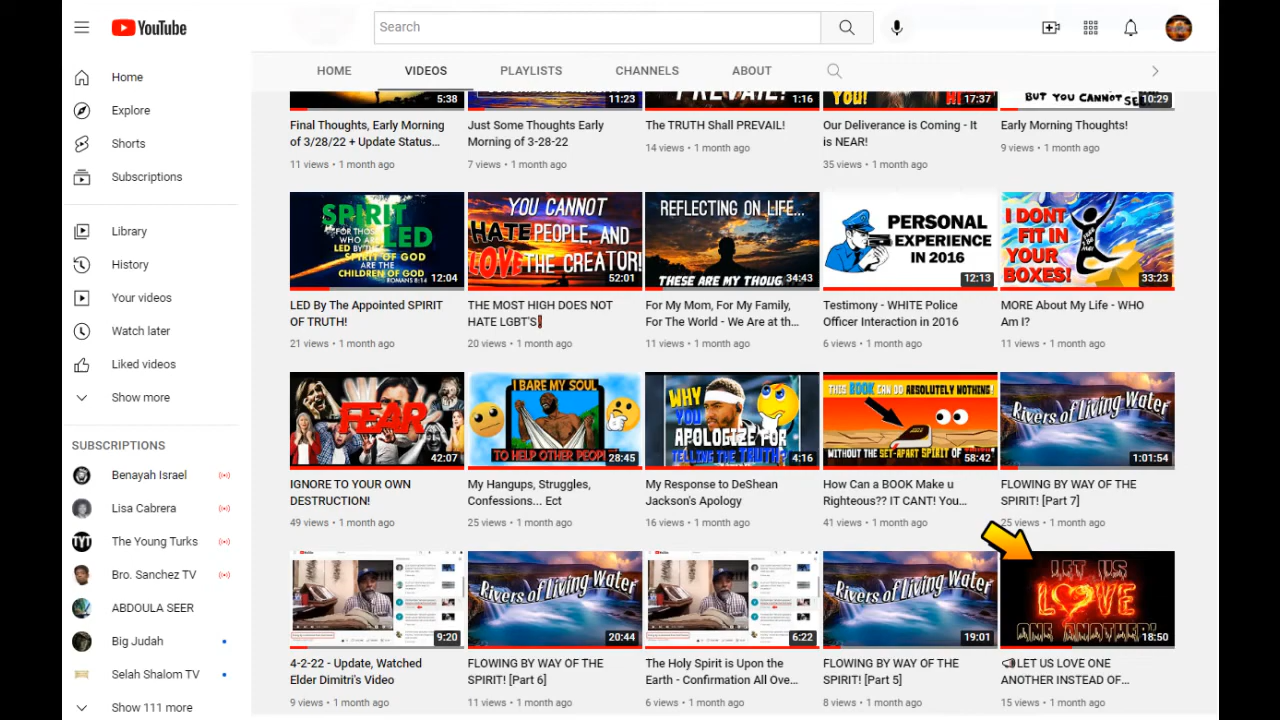 YouTube
Search
HOME
VIDEOS
PLAYLISTS
CHANNELS
ABOUT
Home
Explore
Shorts
Subscriptions
Library
History
Your videos
Watch later
Liked videos
Show more
SUBSCRIPTIONS
Benayah Israel
Lisa Cabrera
TYT
The Young Turks
Bro. Sanchez TV
ABDOULA SEER
Big Judah
Selah Shalom TV
Show 111 more
5:38
11:23
PREVAIL!
1:16
YOU!
17:37
BUT YOU CANNOT SE
10:29
Final Thoughts, Early Morning
of 3/28/22 + Update Status...
11 views • 1 month ago
Just Some Thoughts Early
Morning of 3-28-22
7 views • 1 month ago
The TRUTH Shall PREVAIL!
14 views • 1 month ago
Our Deliverance is Coming - It
is NEAR!
35 views • 1 month ago
Early Morning Thoughts!
9 views • 1 month ago
SPIRIT
FOR THOSE
WHO ARE LED
LED BY THE
SPIRIT OF GOD
ARE THE
CHILDREN OF GOD
ROMANS 8:14
12:04
YOU CANNOT
HATE PEOPLE, AND
LOVE THE CREATOR!
52:01
REFLECTING ON LIFE...
THESE ARE MY THOUG
34:43
PERSONAL
EXPERIENCE
IN 2016
12:13
I DONT
FIT IN
YOUR
BOXES!
33:23
LED By The Appointed SPIRIT
OF TRUTH!
21 views • 1 month ago
THE MOST HIGH DOES NOT
HATE LGBT'S❗
20 views • 1 month ago
For My Mom, For My Family,
For The World - We Are at th...
11 views • 1 month ago
Testimony - WHITE Police
Officer Interaction in 2016
6 views • 1 month ago
MORE About My Life - WHO
Am I?
11 views • 1 month ago
FEAR
42:07
I BARE MY SOUL
TO HELP OTHER PEOPL
28:45
WHY
YOU
APOLOGIZE FOR
TELLING THE TRUTH
4:16
THIS BOOK CAN DO ABSOLUTELY NOTHING!
WITHOUT THE SET-APART SPIRIT OF
58:42
Rivers of Living Water
1:01:54
IGNORE TO YOUR OWN
DESTRUCTION!
49 views • 1 month ago
My Hangups, Struggles,
Confessions... Ect
25 views • 1 month ago
My Response to DeShean
Jackson's Apology
16 views • 1 month ago
How Can a BOOK Make u
Righteous?? IT CANT! You...
41 views • 1 month ago
FLOWING BY WAY OF THE
SPIRIT! [Part 7]
25 views • 1 month ago
9:20
Rivers of Living Water
20:44
6:22
Rivers of Living Water
19:01
LET US
LOVE
ONE ANOTHER!
18:50
4-2-22 - Update, Watched
Elder Dimitri's Video
9 views • 1 month ago
FLOWING BY WAY OF THE
SPIRIT! [Part 6]
11 views • 1 month ago
The Holy Spirit is Upon the
Earth - Confirmation All Ove...
6 views • 1 month ago
FLOWING BY WAY OF THE
SPIRIT! [Part 5]
8 views • 1 month ago
📢LET US LOVE ONE
ANOTHER INSTEAD OF...
15 views • 1 month ago